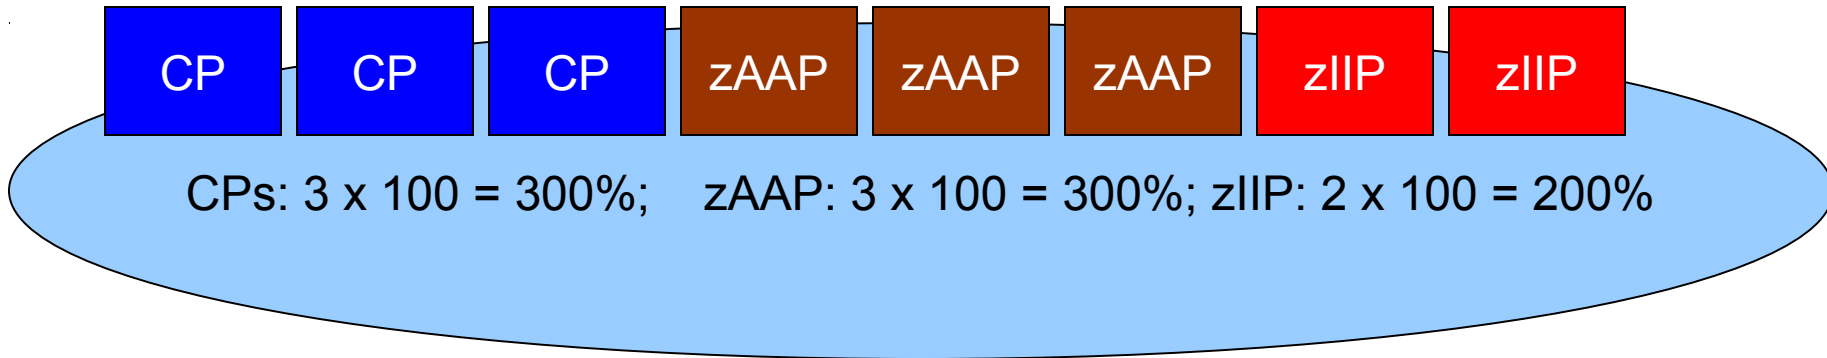 CP CP CP zAAP zAAP zAAP zIIP zIIP
CPs: 3 x 100 = 300%; zAAP: 3 x 100 = 300%; zIIP: 2 x 100 = 200%